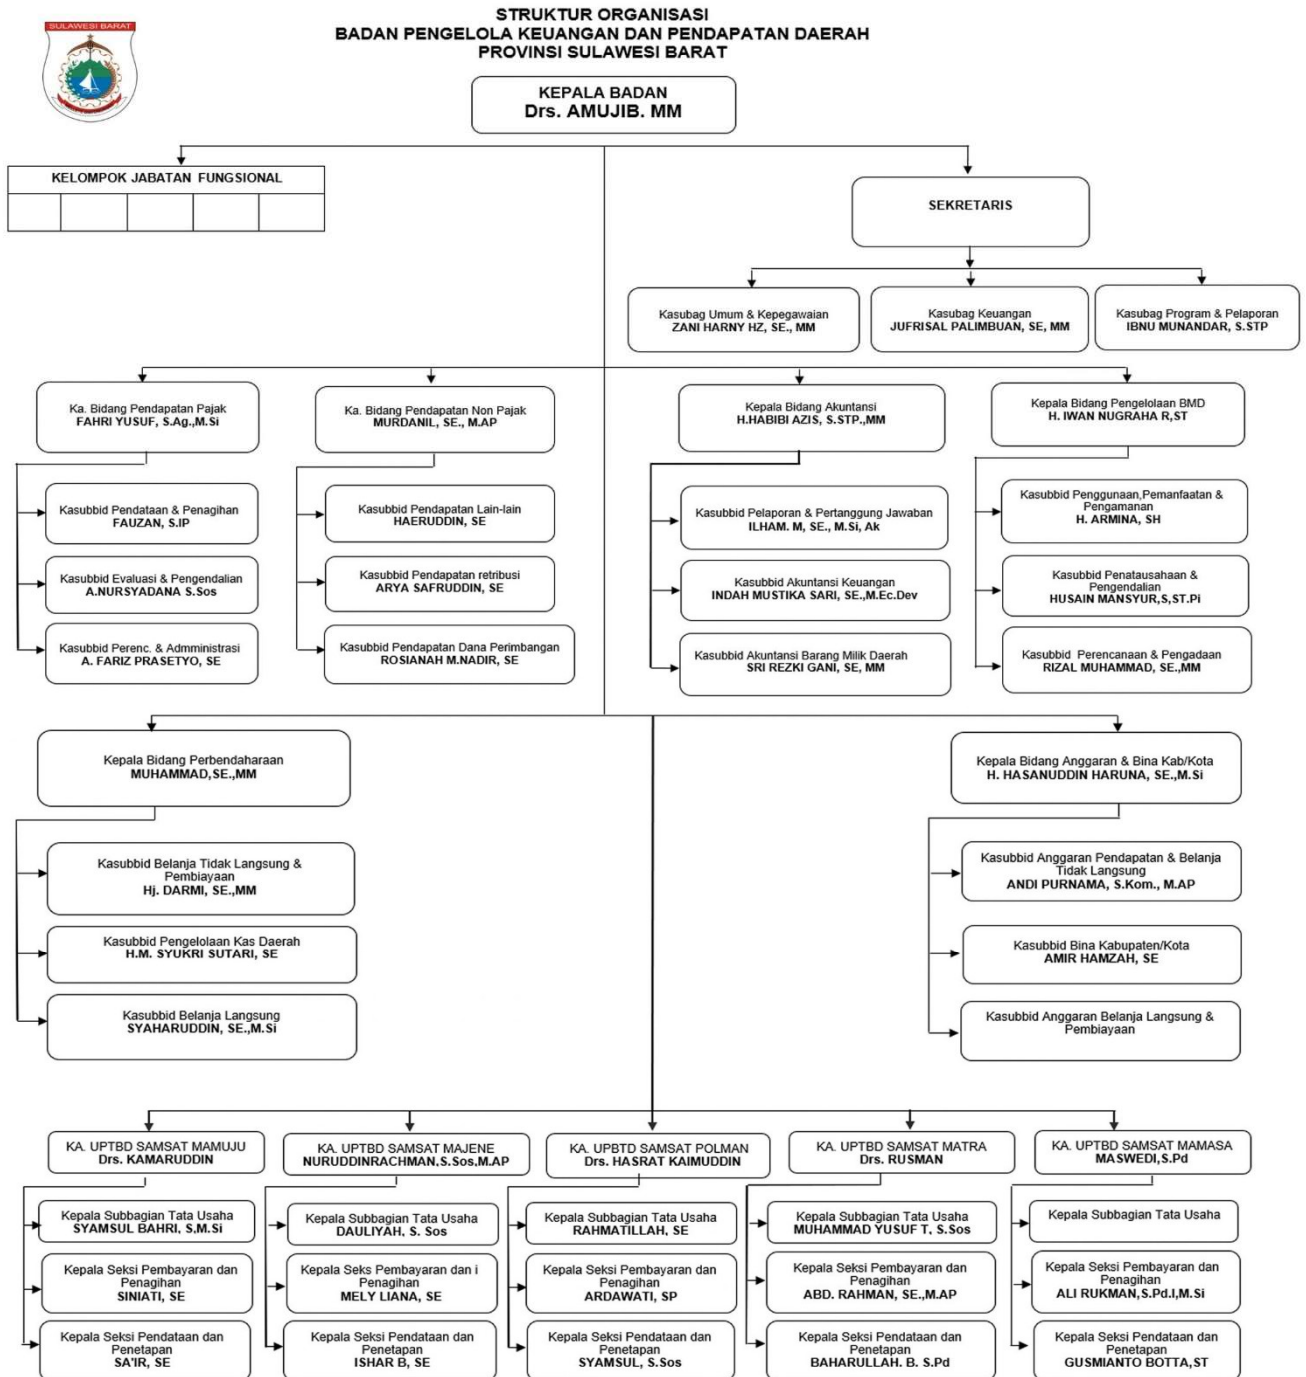 SULAWESI BARAT
STRUKTUR ORGANISASI
BADAN PENGELOLA KEUANGAN DAN PENDAPATAN DAERAH
PROVINSI SULAWESI BARAT
KEPALA BADAN
Drs. AMUJIB. MM
KELOMPOK JABATAN FUNGSIONAL
SEKRETARIS
Kasubag Umum & Kepegawaian
ZANI HARNY HZ, SE., MM
Kasubag Keuangan
JUFRISAL PALIMBUAN, SE, MM
Kasubag Program & Pelaporan
IBNU MUNANDAR, S.STP
Ka. Bidang Pendapatan Pajak
FAHRI YUSUF, S.Ag.,M.Si
Ka. Bidang Pendapatan Non Pajak
MURDANIL, SE., M.AP
Kepala Bidang Akuntansi
H.HABIBI AZIS, S.STP.,MM
Kepala Bidang Pengelolaan BMD
H. IWAN NUGRAHA R,ST
Kasubbid Pendataan & Penagihan
FAUZAN, S.IP
Kasubbid Evaluasi & Pengendalian
A.NURSYADANA S.Sos
Kasubbid Perenc. & Admministrasi
A. FARIZ PRASETYO, SE
Kasubbid Pendapatan Lain-lain
HAERUDDIN, SE
Kasubbid Pendapatan retribusi
ARYA SAFRUDDIN, SE
Kasubbid Pendapatan Dana Perimbangan
ROSIANAH M.NADIR, SE
Kasubbid Pelaporan & Pertanggung Jawaban
ILHAM. M, SE., M.Si, Ak
Kasubbid Akuntansi Keuangan
INDAH MUSTIKA SARI, SE.,M.Ec.Dev
Kasubbid Akuntansi Barang Milik Daerah
SRI REZKI GANI, SE, MM
Kasubbid Penggunaan,Pemanfaatan &
Pengamanan
H. ARMINA, SH
Kasubbid Penatausahaan &
Pengendalian
HUSAIN MANSYUR,S,ST.Pi
Kasubbid Perencanaan & Pengadaan
RIZAL MUHAMMAD, SE.,MM
Kepala Bidang Perbendaharaan
MUHAMMAD,SE.,MM
Kepala Bidang Anggaran & Bina Kab/Kota
H. HASANUDDIN HARUNA, SE.,M.Si
Kasubbid Belanja Tidak Langsung &
Pembiayaan
Hj. DARMI, SE.,MM
Kasubbid Pengelolaan Kas Daerah
H.M. SYUKRI SUTARI, SE
Kasubbid Belanja Langsung
SYAHARUDDIN, SE.,M.Si
Kasubbid Anggaran Pendapatan & Belanja
Tidak Langsung
ANDI PURNAMA, S.Kom., M.AP
Kasubbid Bina Kabupaten/Kota
AMIR HAMZAH, SE
Kasubbid Anggaran Belanja Langsung &
Pembiayaan
KA. UPTBD SAMSAT MAMUJU
Drs. KAMARUDDIN
KA. UPTBD SAMSAT MAJENE
NURUDDINRACHMAN,S.Sos,M.AP
KA. UPBTD SAMSAT POLMAN
Drs. HASRAT KAIMUDDIN
KA. UPTBD SAMSAT MATRA
Drs. RUSMAN
KA. UPTBD SAMSAT MAMASA
MASWEDI,S.Pd
Kepala Subbagian Tata Usaha
SYAMSUL BAHRI, S,M.Si
Kepala Seksi Pembayaran dan
Penagihan
SINIATI, SE
Kepala Seksi Pendataan dan
Penetapan
SA'IR, SE
Kepala Subbagian Tata Usaha
DAULIYAH, S. Sos
Kepala Seks Pembayaran dan i
Penagihan
MELY LIANA, SE
Kepala Seksi Pendataan dan
Penetapan
ISHAR B, SE
Kepala Subbagian Tata Usaha
RAHMATILLAH, SE
Kepala Seksi Pembayaran dan
Penagihan
ARDAWATI, SP
Kepala Seksi Pendataan dan
Penetapan
SYAMSUL, S.Sos
Kepala Subbagian Tata Usaha
MUHAMMAD YUSUF T, S.Sos
Kepala Seksi Pembayaran dan
Penagihan
ABD. RAHMAN, SE.,M.AP
Kepala Seksi Pendataan dan
Penetapan
BAHARULLAH. B. S.Pd
Kepala Subbagian Tata Usaha
Kepala Seksi Pembayaran dan
Penagihan
ALI RUKMAN,S.Pd.I,M.Si
Kepala Seksi Pendataan dan
Penetapan
GUSMIANTO BOTTA,ST